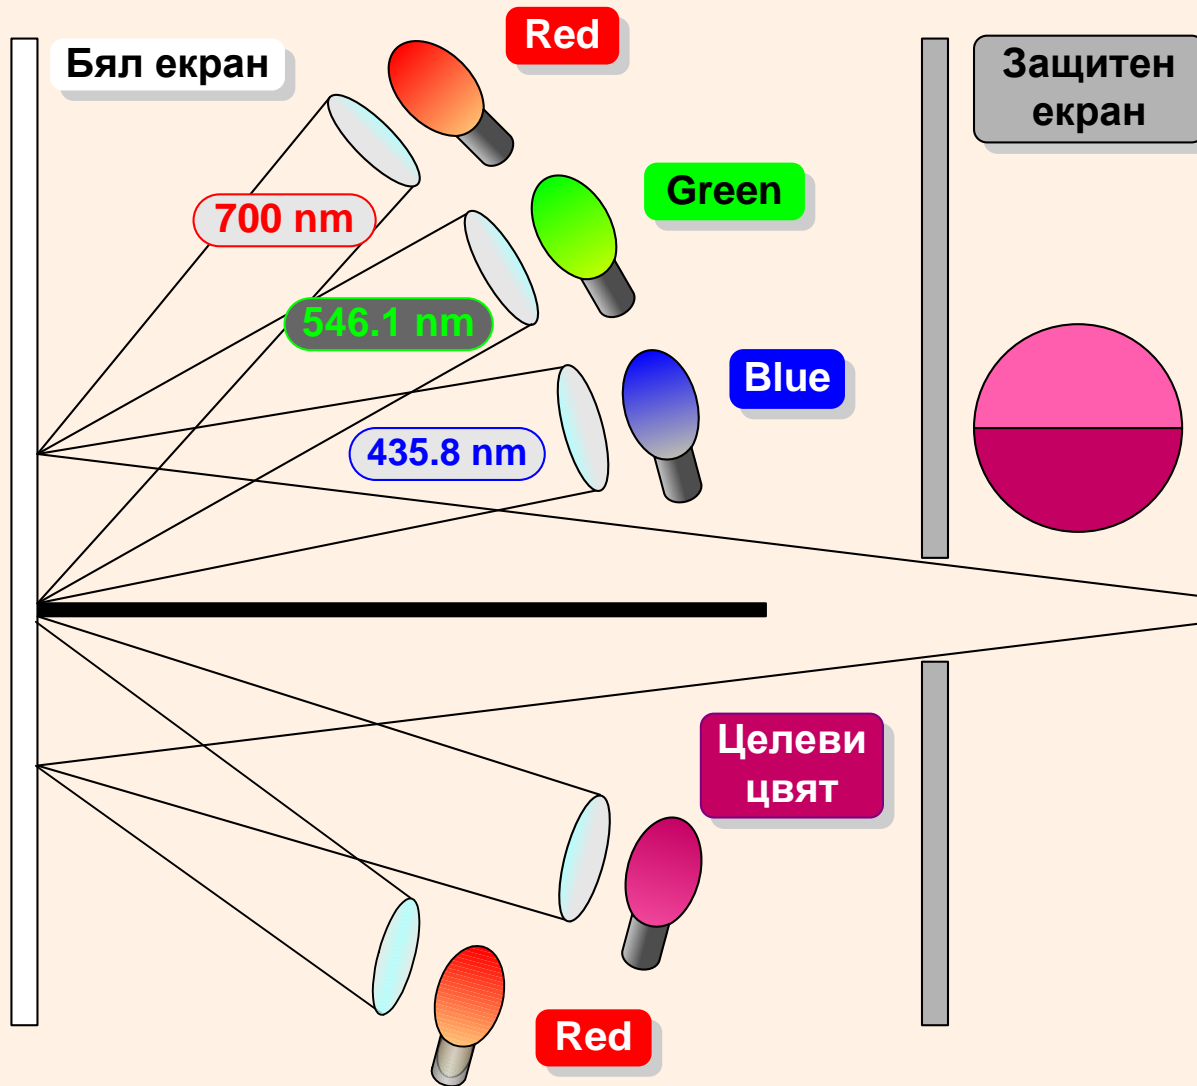 Red
Бял екран
Защитен
екран
Green
700 nm
546.1 nm
Blue
435.8 nm
Целеви
цвят
Red